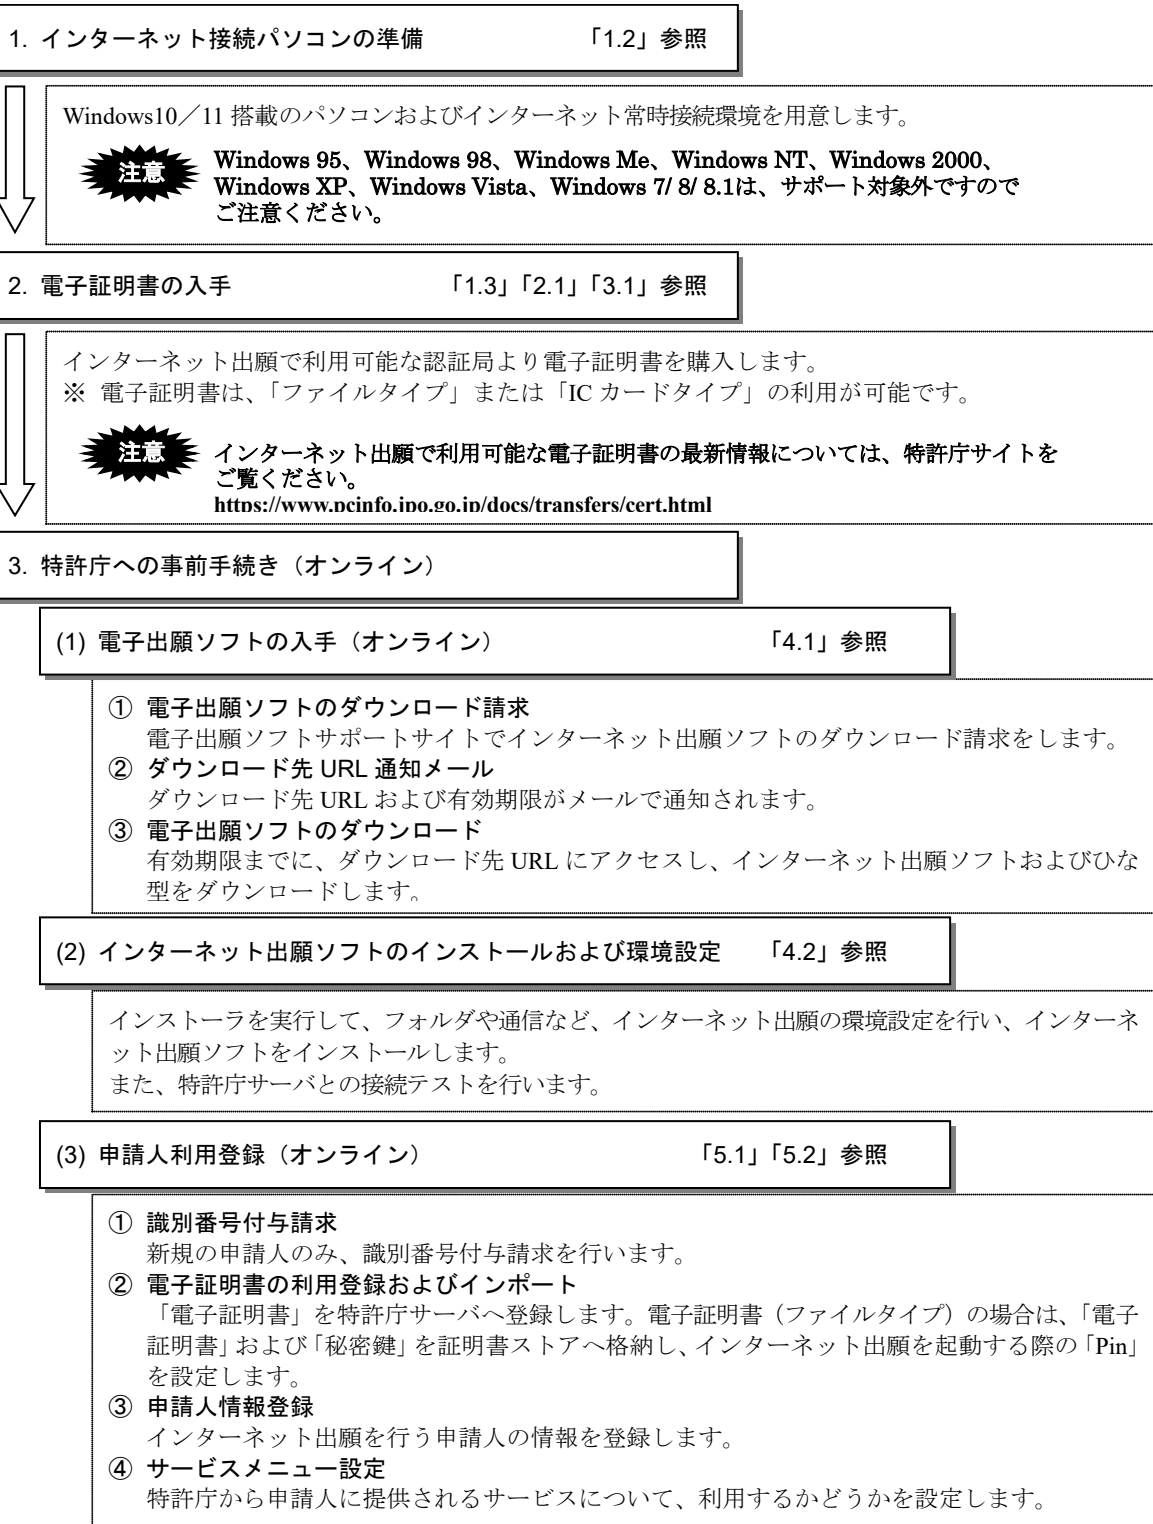 1. インターネット接続パソコンの準備 「1.2」参照
Windows10／11 搭載のパソコンおよびインターネット常時接続環境を用意します。
注意
Windows 95、Windows 98、Windows Me、Windows NT、Windows 2000、
Windows XP、Windows Vista、Windows 7/ 8/ 8.1は、サポート対象外ですので
ご注意ください。
2. 電子証明書の入手 「1.3」「2.1」「3.1」参照
インターネット出願で利用可能な認証局より電子証明書を購入します。
※ 電子証明書は、「ファイルタイプ」または「IC カードタイプ」の利用が可能です。
注意
インターネット出願で利用可能な電子証明書の最新情報については、特許庁サイトを
ご覧ください。
https://www.pcinfo.jpo.go.jp/docs/transfers/cert.html
3. 特許庁への事前手続き（オンライン）
(1) 電子出願ソフトの入手（オンライン） 「4.1」参照
① 電子出願ソフトのダウンロード請求
電子出願ソフトサポートサイトでインターネット出願ソフトのダウンロード請求をします。
② ダウンロード先 URL 通知メール
ダウンロード先 URL および有効期限がメールで通知されます。
③ 電子出願ソフトのダウンロード
有効期限までに、ダウンロード先 URL にアクセスし、インターネット出願ソフトおよびひな
型をダウンロードします。
(2) インターネット出願ソフトのインストールおよび環境設定 「4.2」参照
インストーラを実行して、フォルダや通信など、インターネット出願の環境設定を行い、インターネ
ット出願ソフトをインストールします。
また、特許庁サーバとの接続テストを行います。
(3) 申請人利用登録（オンライン） 「5.1」「5.2」参照
① 識別番号付与請求
新規の申請人のみ、識別番号付与請求を行います。
② 電子証明書の利用登録およびインポート
「電子証明書」を特許庁サーバへ登録します。電子証明書（ファイルタイプ）の場合は、「電子
証明書」および「秘密鍵」を証明書ストアへ格納し、インターネット出願を起動する際の「Pin」
を設定します。
③ 申請人情報登録
インターネット出願を行う申請人の情報を登録します。
④ サービスメニュー設定
特許庁から申請人に提供されるサービスについて、利用するかどうかを設定します。